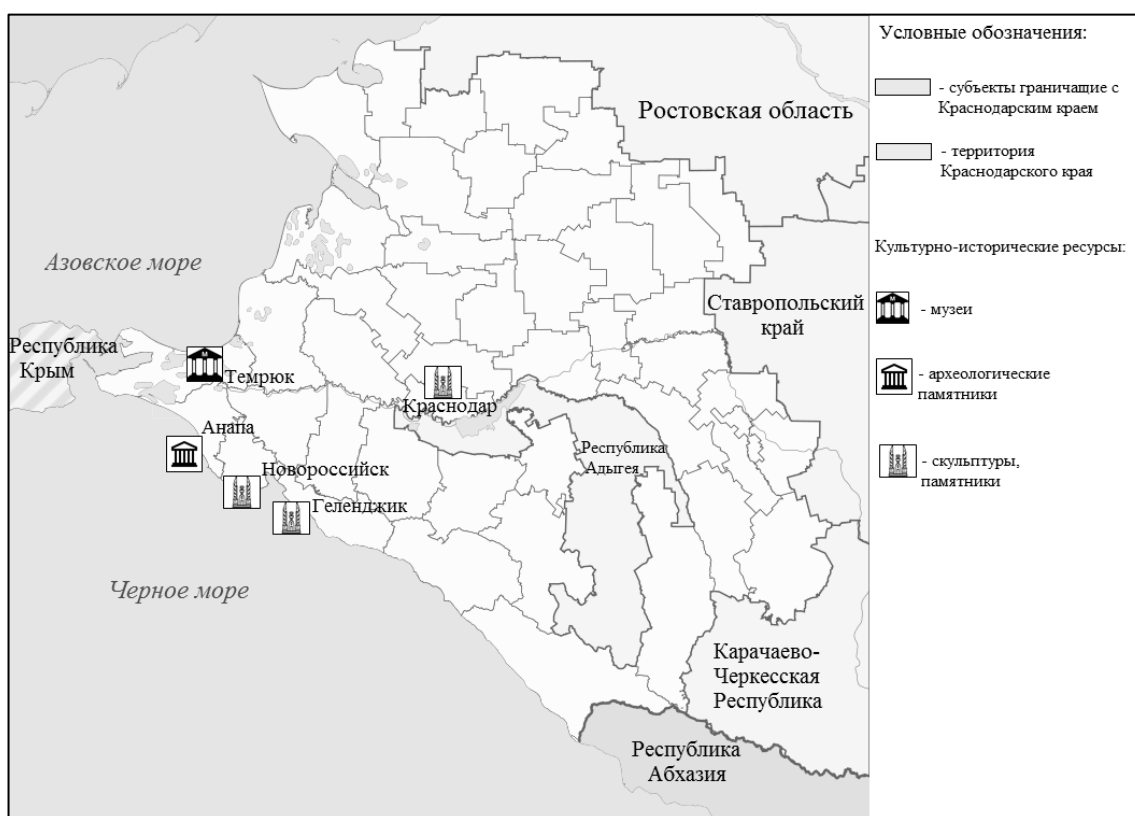 Ростовская область
Азовское море
Ставропольский
край
Республика
Крым
Темрюк
Краснодар
Анапа
Республика
Адыгея
Новороссийск
Геленджик
Черное море
Карачаево-
Черкесская
Республика
Республика
Абхазия
Условные обозначения:
- субъекты граничащие с
Краснодарским краем
- территория
Краснодарского края
Культурно-исторические ресурсы:
М
- музеи
- археологические
памятники
- скульптуры,
памятники